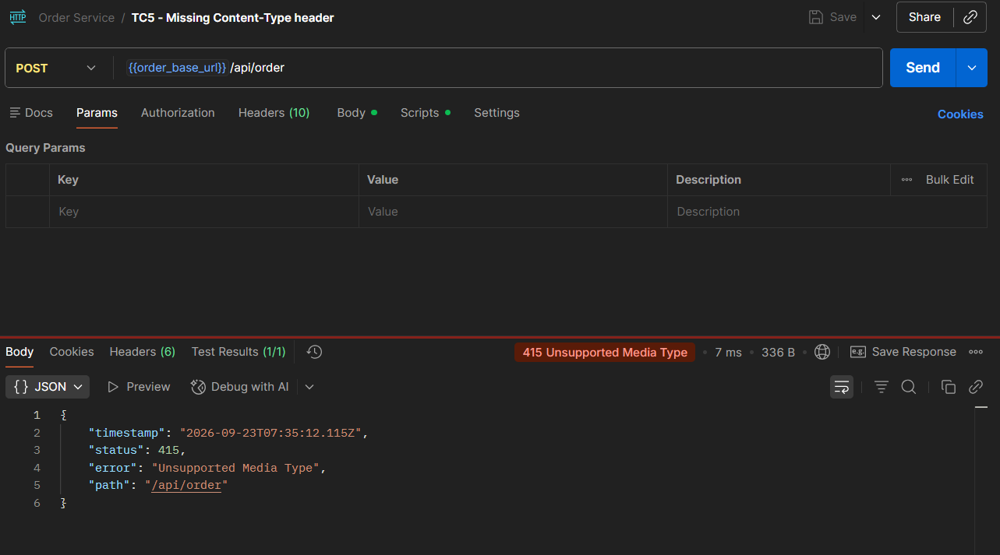 HTTP Order Service / TC5 - Missing Content-Type header Save Share
POST {{order_base_url}} /api/order Send
Docs Params Authorization Headers (10) Body Scripts Settings Cookies
Query Params
Key Value Description Bulk Edit
Key Value Description
Body Cookies Headers (6) Test Results (1/1) 415 Unsupported Media Type • 7 ms • 336 B • e.g. Save Response
{} JSON Preview Debug with AI
1 {
2 "timestamp": "2026-09-23T07:35:12.115Z",
3 "status": 415,
4 "error": "Unsupported Media Type",
5 "path": "/api/order"
6 }